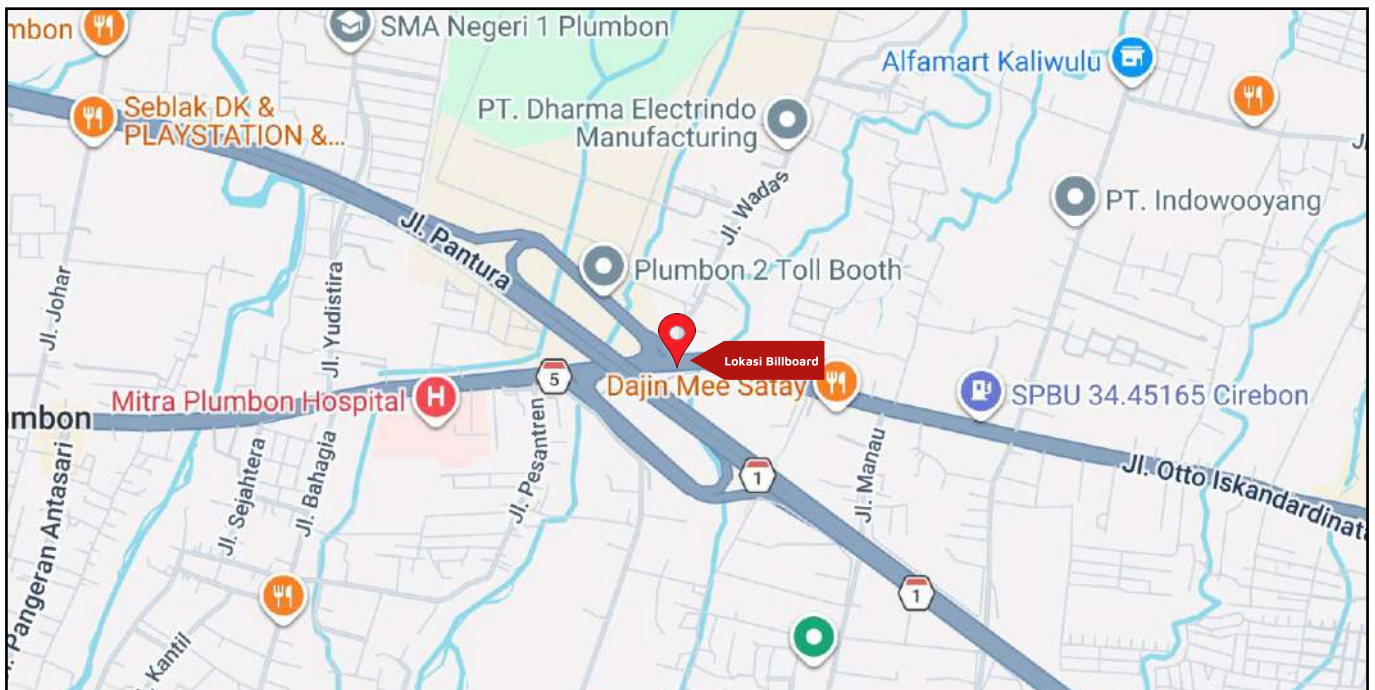 mbon
SMA Negeri 1 Plumbon
Alfamart Kaliwulu
Seblak DK &
PLAYSTATION &...
PT. Dharma Electrindo
Manufacturing
Jl. Wadas
PT. Indowooyang
Jl. Pantura
Plumbon 2 Toll Booth
Jl. Johar
Jl. Yudistira
Lokasi Billboard
5
Dajin Mee Satay
Mitra Plumbon Hospital
H
SPBU 34.45165 Cirebon
umbon
Jl. Pesantren
1
Jl. Manau
Jl. Otto Iskandardinata
Jl. Sejahtera
Jl. Bahagia
. Pangeran Antasari
1
Kantil